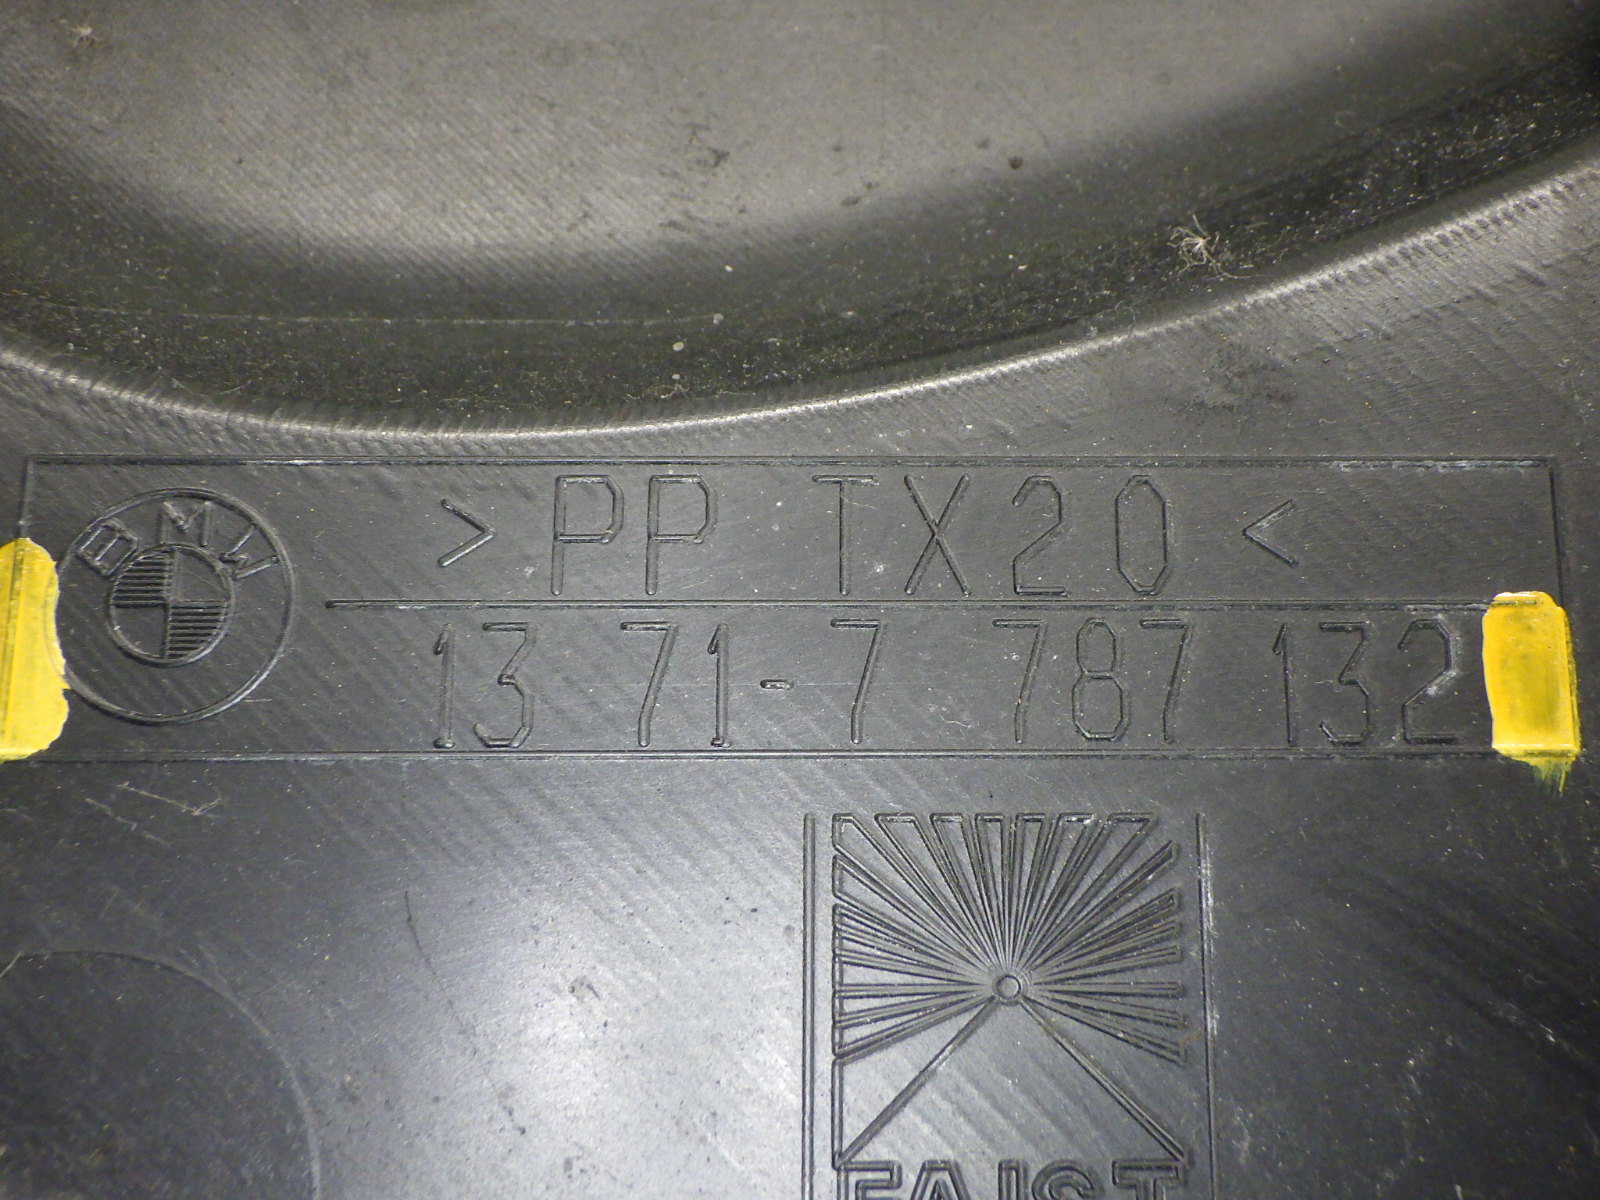 BMW
> PP TX20 <
13 71-7 787 132
FAIST